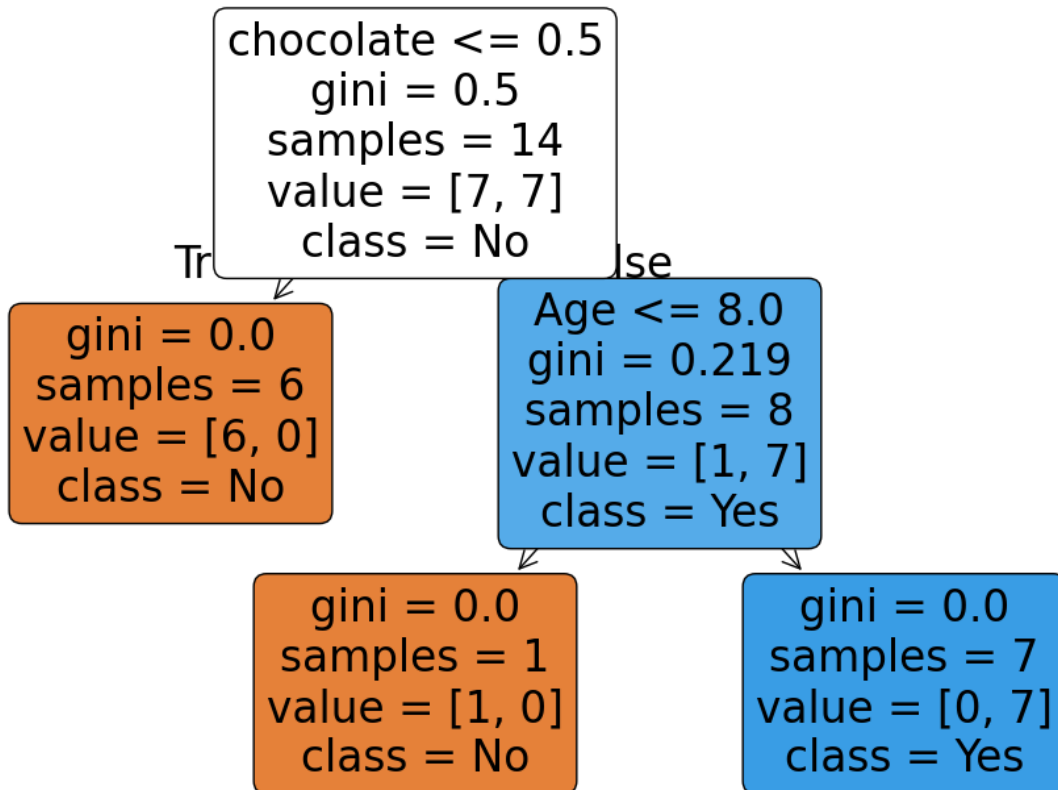 chocolate <= 0.5
gini = 0.5
samples = 14
value = [7, 7]
class = No
gini = 0.0
samples = 6
value = [6, 0]
class = No
Age <= 8.0
gini = 0.219
samples = 8
value = [1, 7]
class = Yes
gini = 0.0
samples = 1
value = [1, 0]
class = No
gini = 0.0
samples = 7
value = [0, 7]
class = Yes